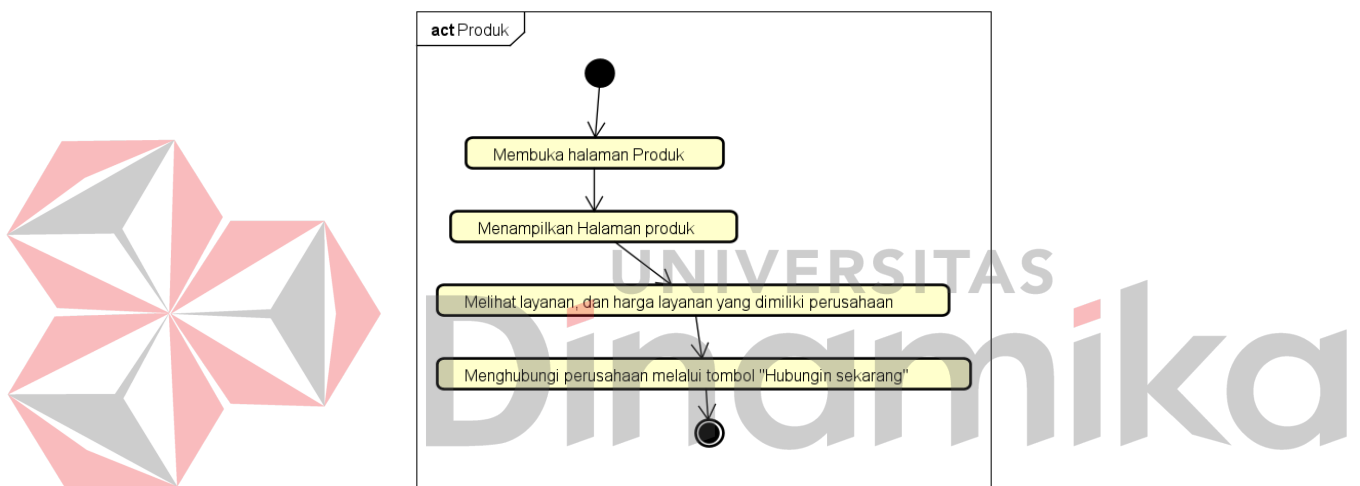 act Produk
Membuka halaman Produk
Menampilkan Halaman produk
UNIVERSITAS
Melihat layanan, dan harga layanan yang dimiliki perusahaan
Dinamika
Menghubungi perusahaan melalui tombol "Hubungin sekarang"